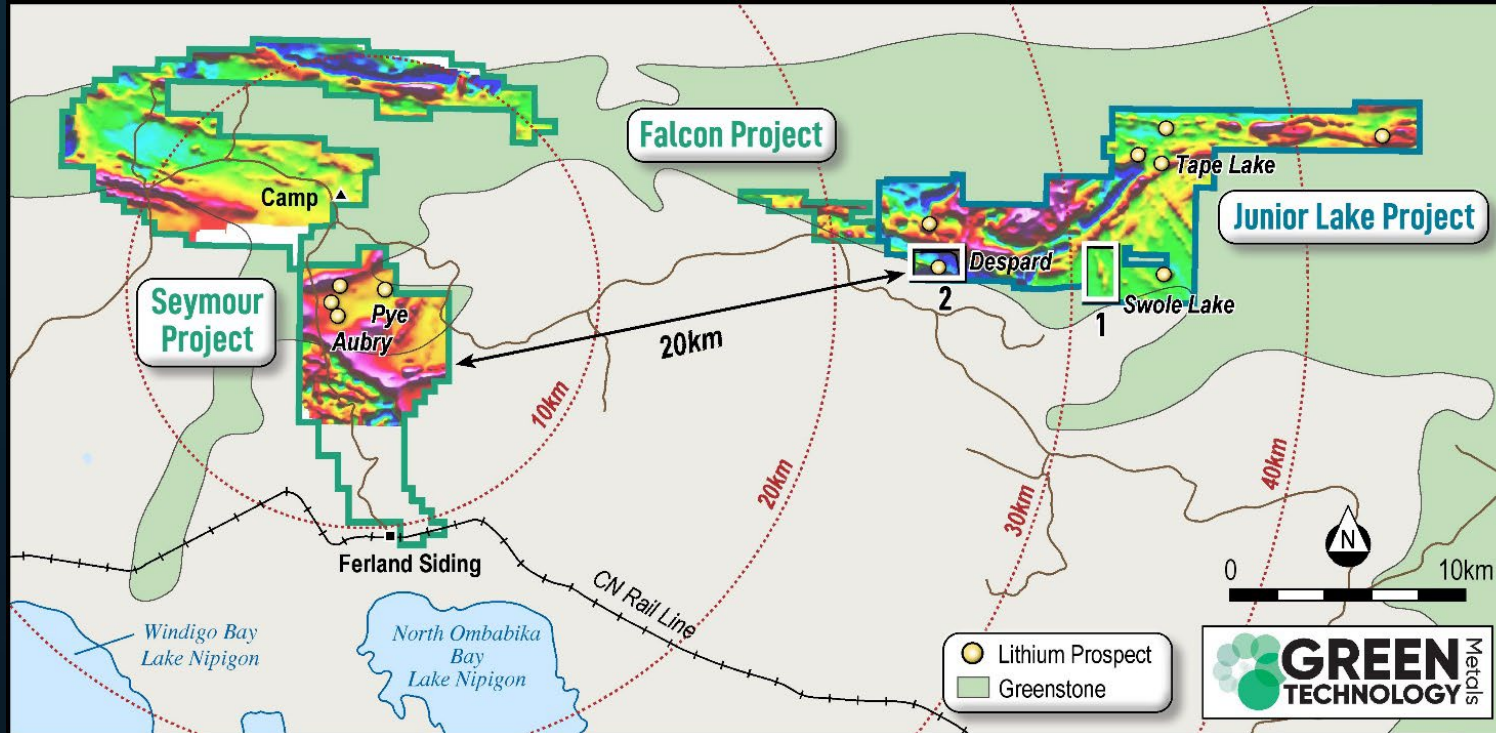 Falcon Project
Tape Lake
Camp
Junior Lake Project
Despard
2
1
Swole Lake
Seymour
Project
Pye
Aubry
20km
10km
20km
30km
40km
N
Ferland Siding
0
10km
CN Rail Line
Windigo Bay
Lake Nipigon
North Ombabika
Bay
Lake Nipigon
Lithium Prospect
Greenstone
GREEN
TECHNOLOGY
Metals